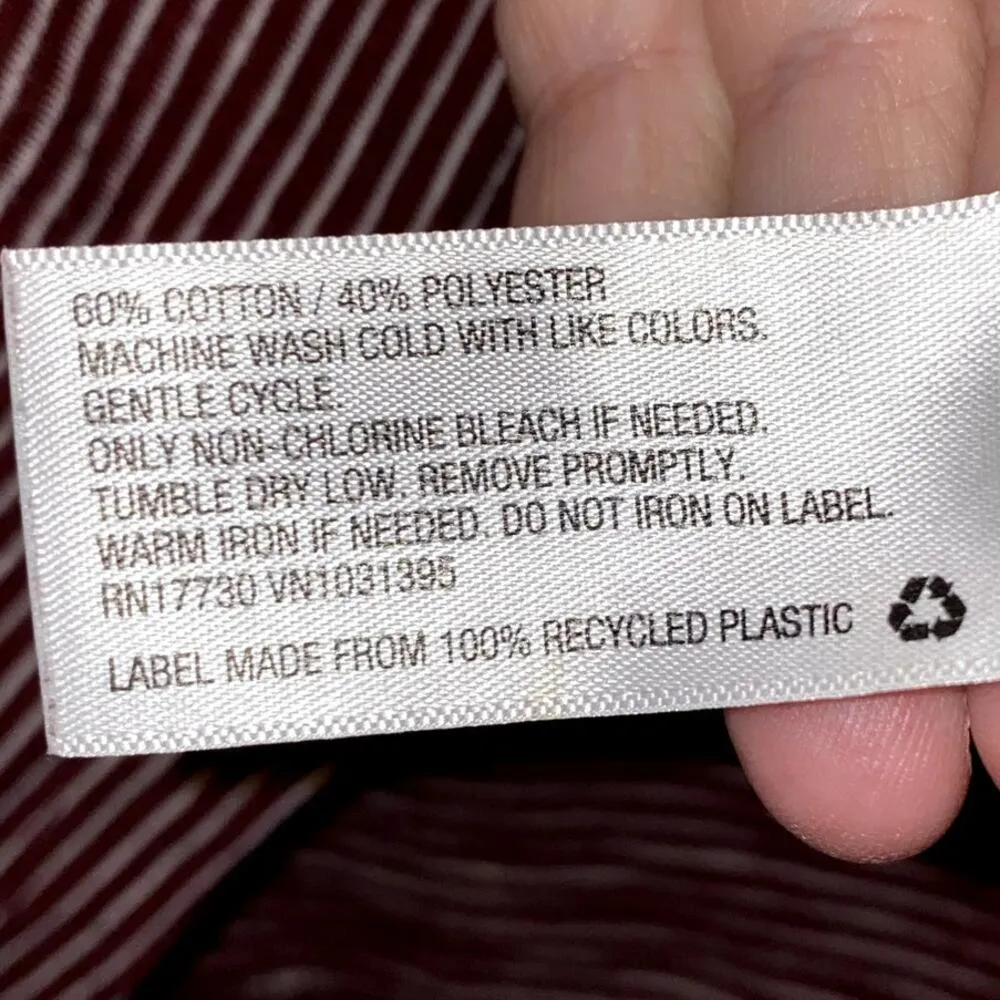 60% COTTON / 40% POLYESTER
MACHINE WASH COLD WITH LIKE COLORS.
GENTLE CYCLE.
ONLY NON-CHLORINE BLEACH IF NEEDED.
TUMBLE DRY LOW. REMOVE PROMPTLY.
WARM IRON IF NEEDED. DO NOT IRON ON LABEL.
RN17730 VN1031395
LABEL MADE FROM 100% RECYCLED PLASTIC